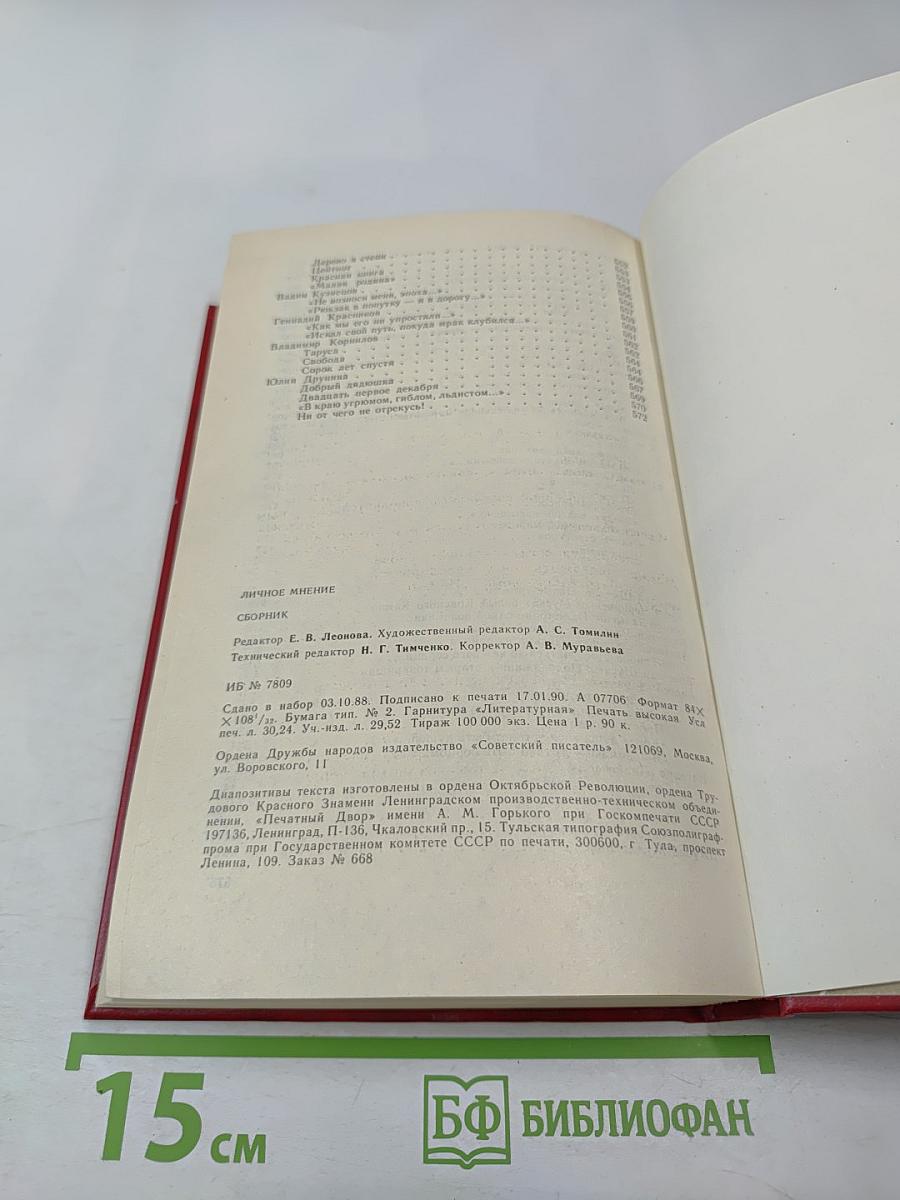 Дерево в степи
Цейтнот
Красная книга
«Малая родина»
Вадим Кузнецов
«Не возноси меня, эпоха...»
«Рюкзак в попутку — и в дорогу...»
Геннадий Красников
«Как мы его ни упростали...»
«Искал свой путь, покуда мрак клубился...»
Владимир Корнилов
Таруса
Свобода
Сорок лет спустя
Юлия Друнина 566
Добрый дядюшка 567
Двадцать первое декабря 569
«В краю угрюмом, гиблом, льдистом...» 570
Ни от чего не отрекусь! 572
ЛИЧНОЕ МНЕНИЕ
СБОРНИК
Редактор Е. В. Леонова. Художественный редактор А. С. Томилин
Технический редактор Н. Г. Тимченко. Корректор А. В. Муравьева
ИБ № 7809
Сдано в набор 03.10.88. Подписано к печати 17.01.90. А 07706 Формат 84×
×108¹/₃₂. Бумага тип. № 2. Гарнитура «Литературная» Печать высокая Усл
печ. л. 30,24. Уч.-изд. л. 29,52. Тираж 100 000 экз. Цена 1 р. 90 к.
Ордена Дружбы народов издательство «Советский писатель» 121069, Москва,
ул. Воровского, 11
Диапозитивы текста изготовлены в ордена Октябрьской Революции, ордена Тру-
дового Красного Знамени Ленинградском производственно-техническом объеди-
нении, «Печатный Двор» имени А. М. Горького при Госкомпечати СССР
197136, Ленинград, П-136, Чкаловский пр., 15. Тульская типография Союзполиграф-
прома при Государственном комитете СССР по печати, 300600, г Тула, проспект
Ленина, 109. Заказ № 668
15 см
БФ БИБЛИОФАН